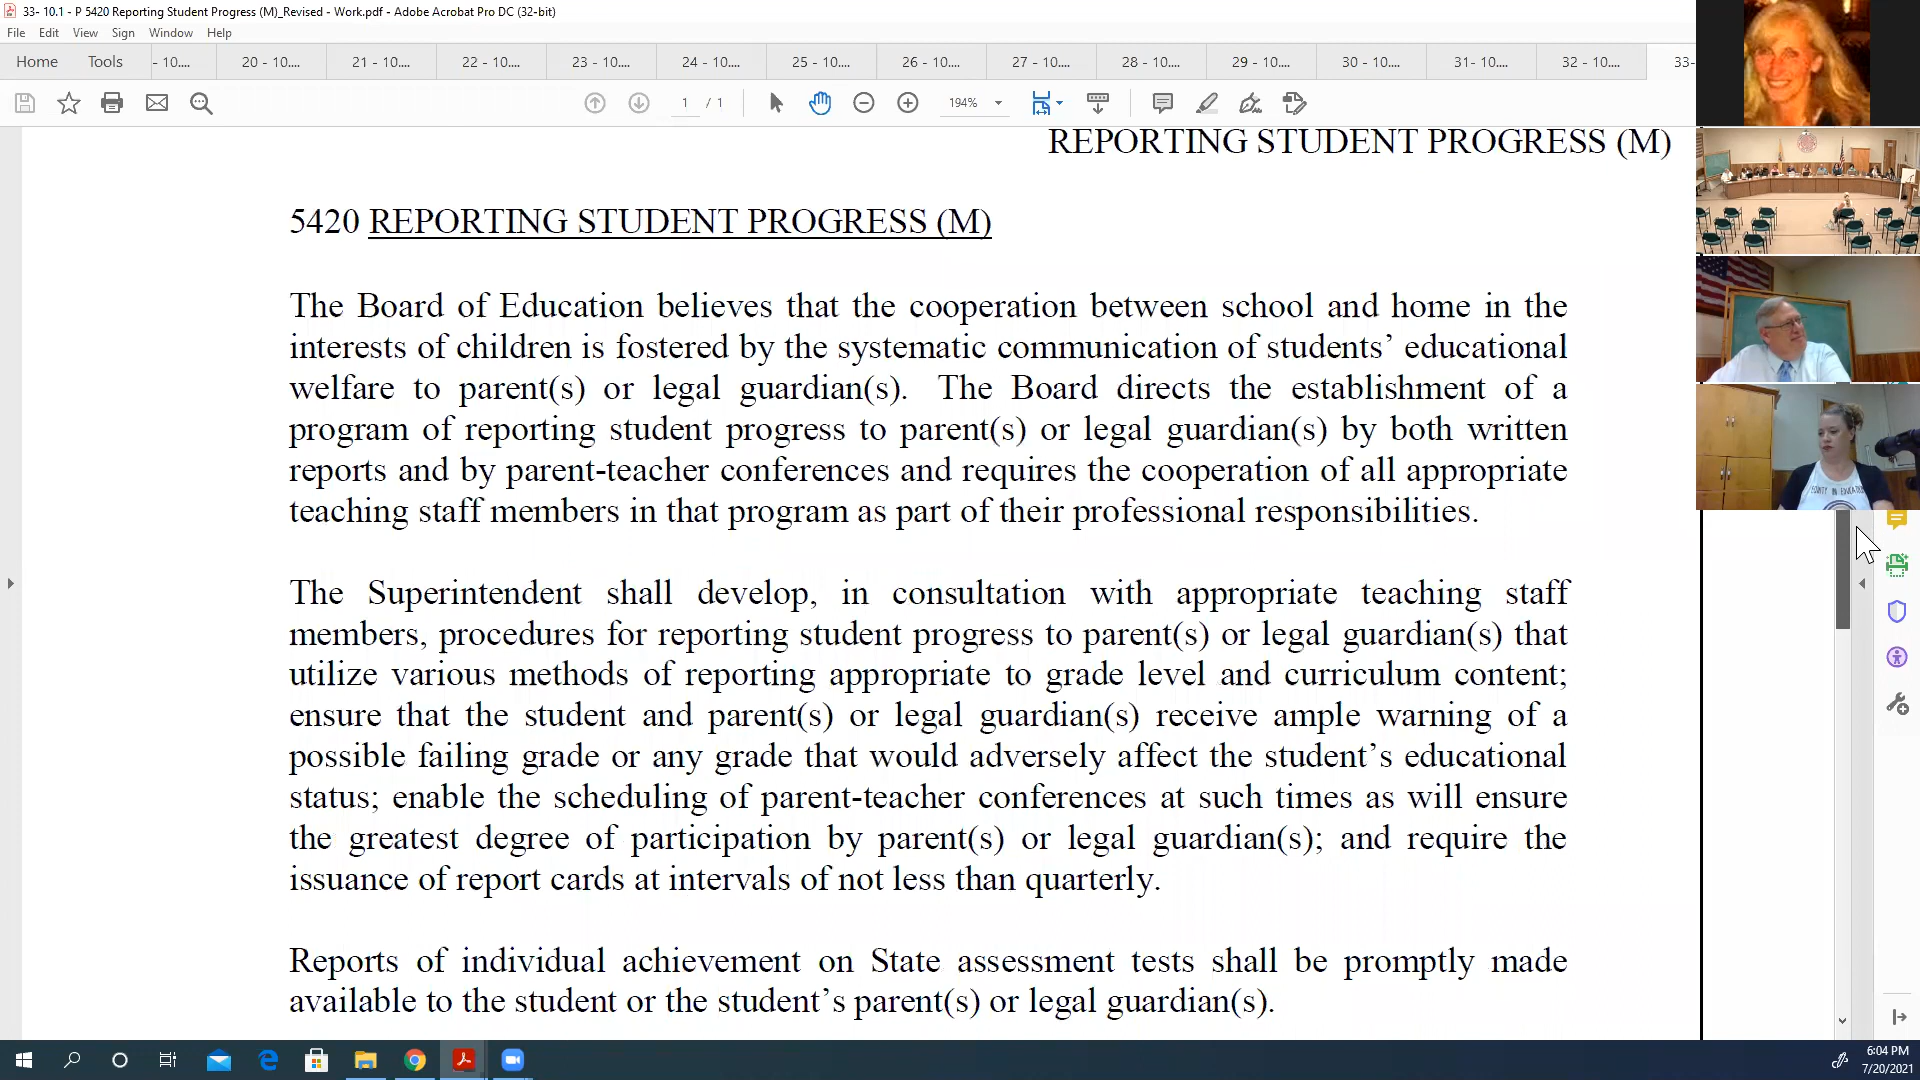 33- 10.1 - P 5420 Reporting Student Progress (M)_Revised - Work.pdf - Adobe Acrobat Pro DC (32-bit)
File Edit View Sign Window Help
Home Tools - 10.... 20 - 10.... 21 - 10.... 22 - 10.... 23 - 10.... 24 - 10.... 25 - 10.... 26 - 10.... 27 - 10.... 28 - 10.... 29 - 10.... 30 - 10.... 31- 10.... 32 - 10.... 33-
1 / 1 194%
REPORTING STUDENT PROGRESS (M)
5420 REPORTING STUDENT PROGRESS (M)
The Board of Education believes that the cooperation between school and home in the
interests of children is fostered by the systematic communication of students’ educational
welfare to parent(s) or legal guardian(s). The Board directs the establishment of a
program of reporting student progress to parent(s) or legal guardian(s) by both written
reports and by parent-teacher conferences and requires the cooperation of all appropriate
teaching staff members in that program as part of their professional responsibilities.
The Superintendent shall develop, in consultation with appropriate teaching staff
members, procedures for reporting student progress to parent(s) or legal guardian(s) that
utilize various methods of reporting appropriate to grade level and curriculum content;
ensure that the student and parent(s) or legal guardian(s) receive ample warning of a
possible failing grade or any grade that would adversely affect the student’s educational
status; enable the scheduling of parent-teacher conferences at such times as will ensure
the greatest degree of participation by parent(s) or legal guardian(s); and require the
issuance of report cards at intervals of not less than quarterly.
Reports of individual achievement on State assessment tests shall be promptly made
available to the student or the student’s parent(s) or legal guardian(s).
6:04 PM
7/20/2021